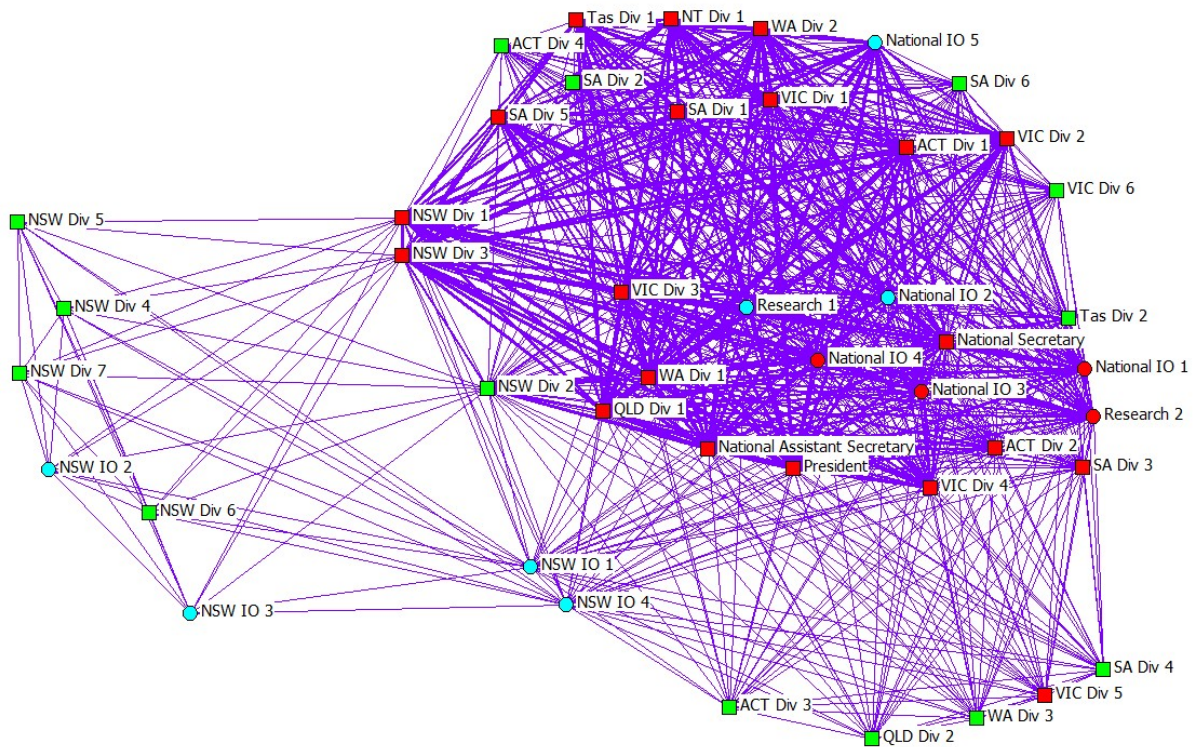 Tas Div 1
NT Div 1
WA Div 2
ACT Div 4
National IO 5
SA Div 2
SA Div 6
VIC Div 1
SA Div 5
SA Div 1
VIC Div 2
ACT Div 1
VIC Div 6
NSW Div 1
NSW Div 5
NSW Div 3
VIC Div 3
National IO 2
Research 1
NSW Div 4
Tas Div 2
National Secretary
National IO 4
National IO 1
NSW Div 7
WA Div 1
NSW Div 2
National IO 3
QLD Div 1
Research 2
National Assistant Secretary
ACT Div 2
President
SA Div 3
NSW IO 2
VIC Div 4
NSW Div 6
NSW IO 1
NSW IO 4
NSW IO 3
SA Div 4
VIC Div 5
ACT Div 3
WA Div 3
QLD Div 2